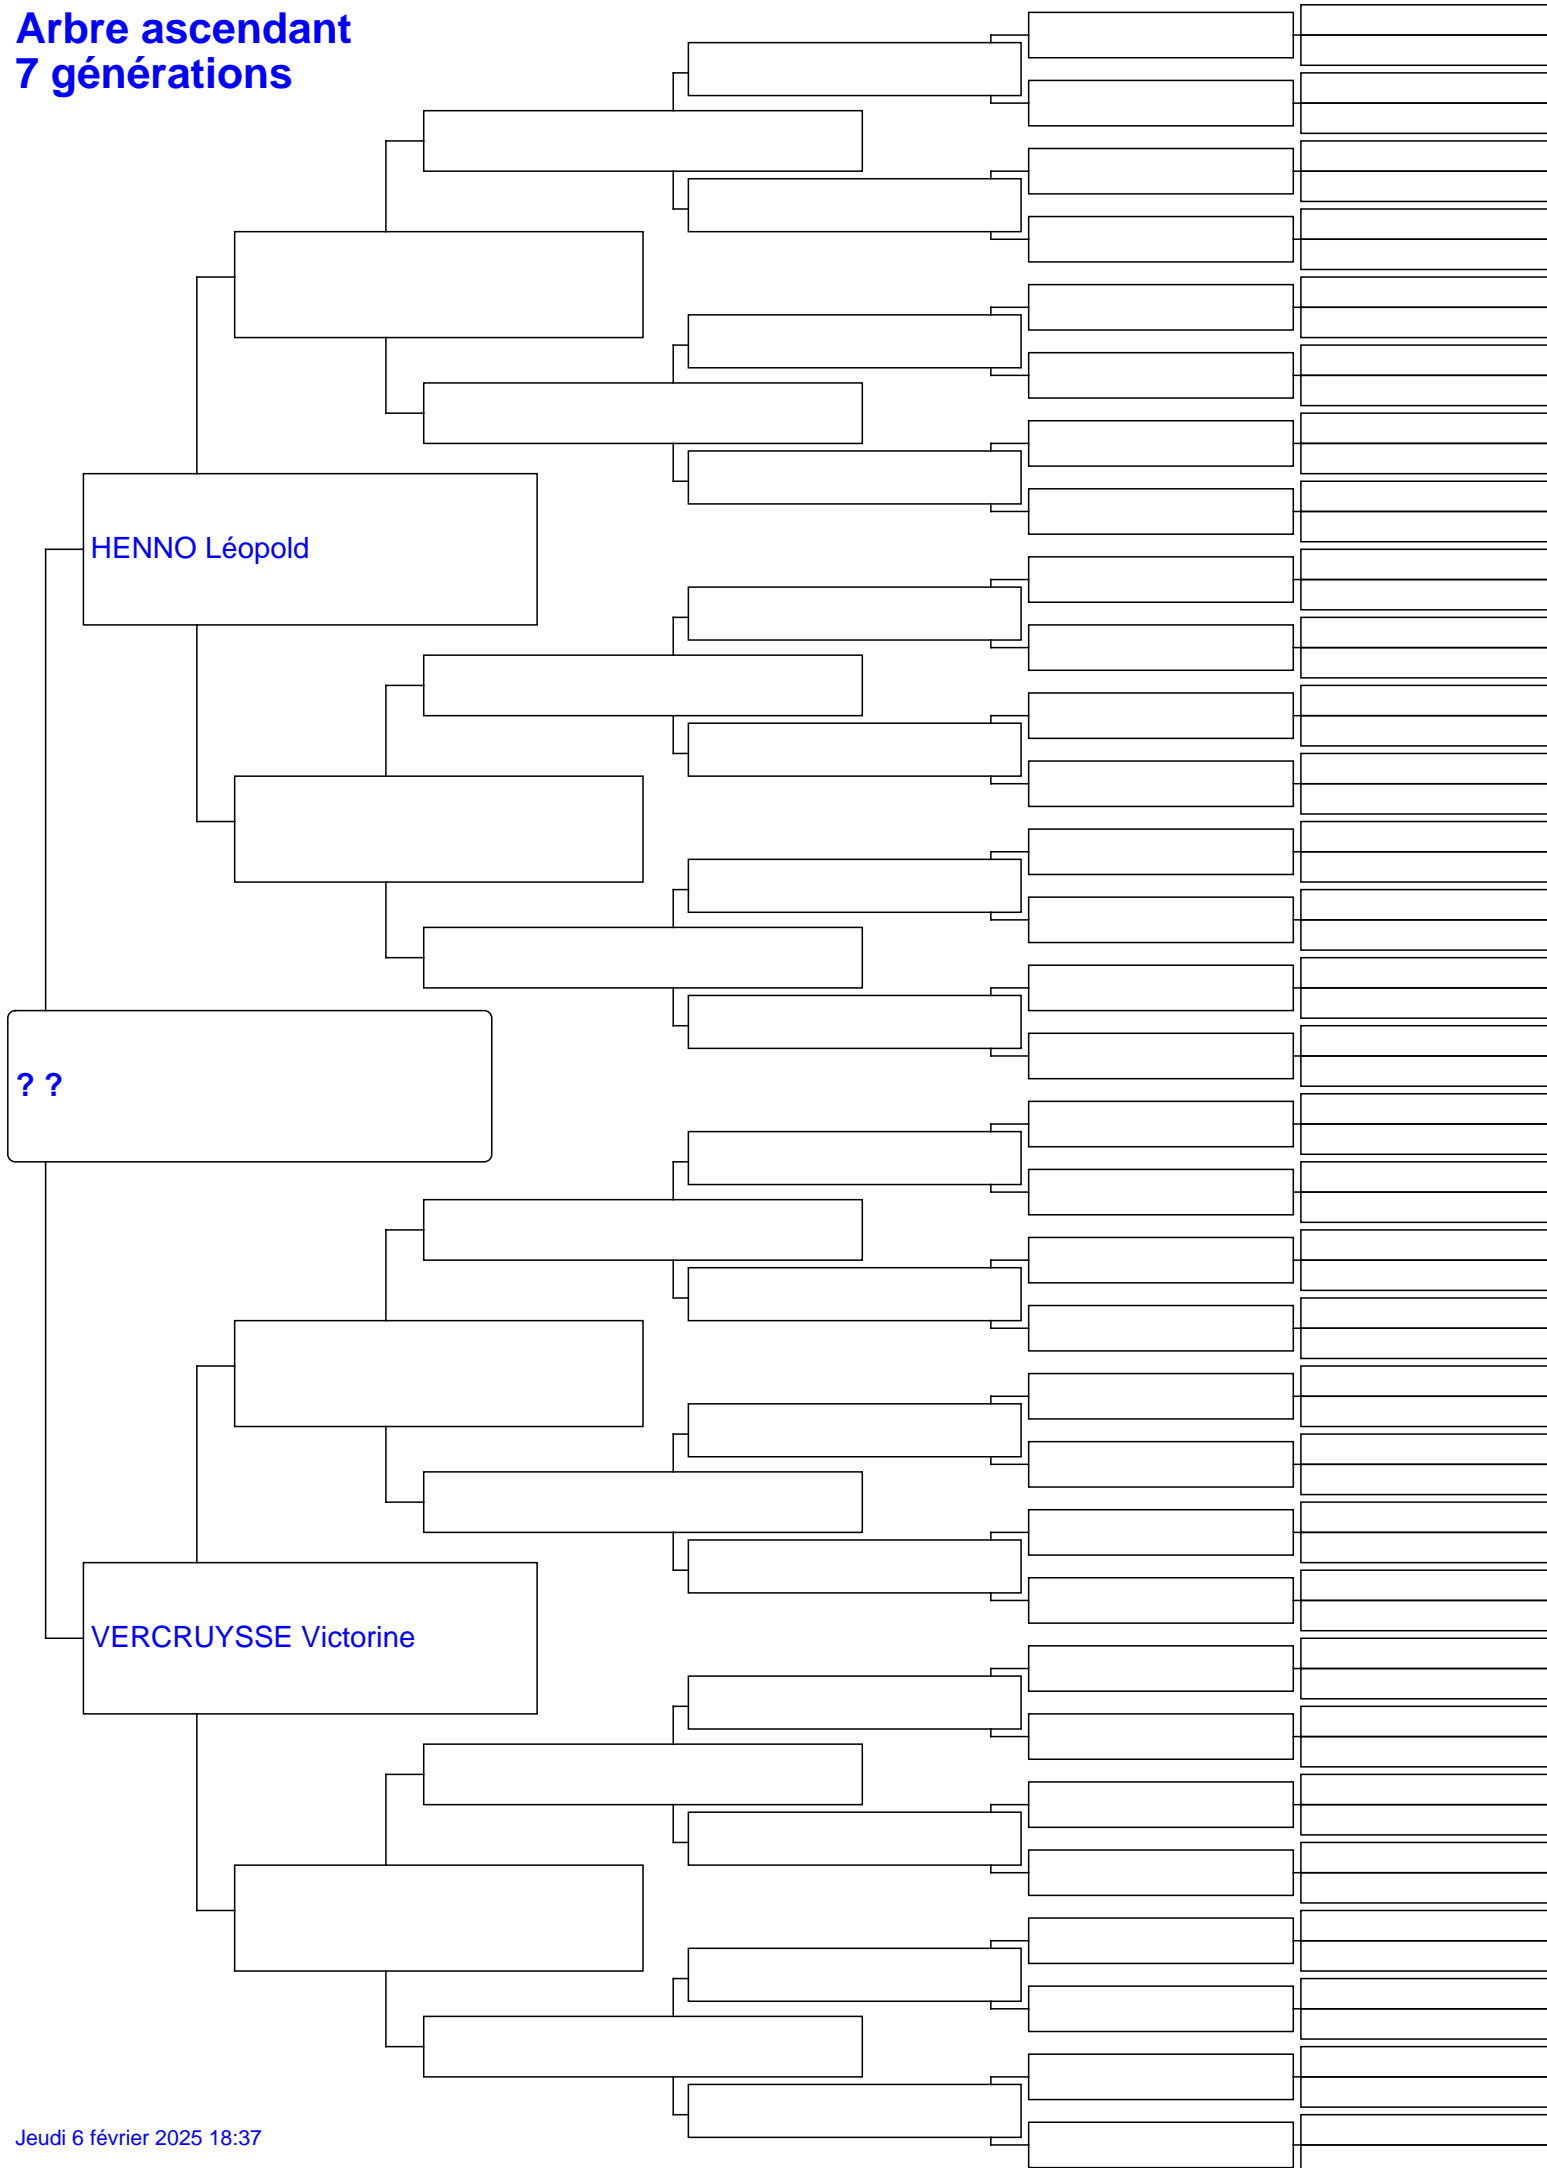 Arbre ascendant
7 générations
HENNO Léopold
? ?
VERCRUYSSE Victorine
Jeudi 6 février 2025 18:37